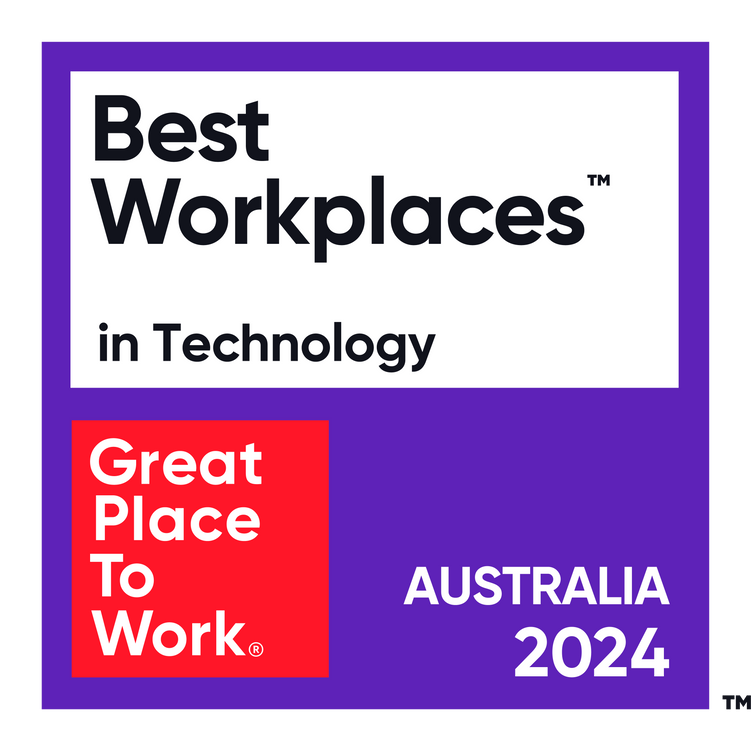 Best
Workplaces™
in Technology
Great
Place
To
Work®
AUSTRALIA
2024
TM